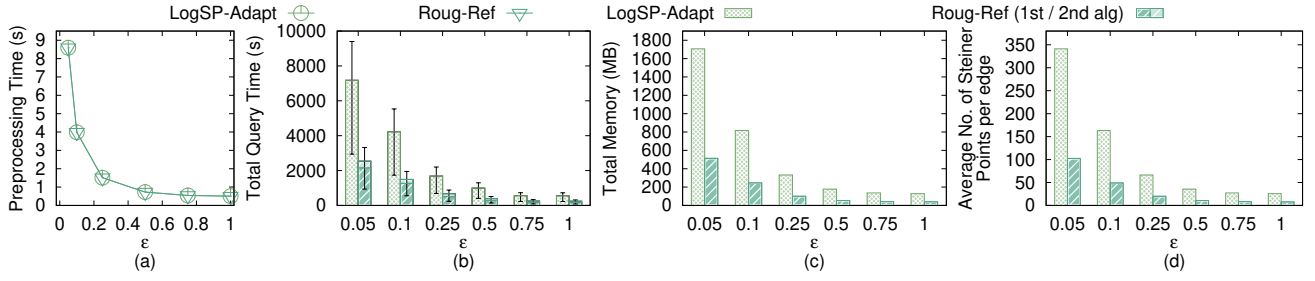 LogSP-Adapt Roug-Ref LogSP-Adapt Roug-Ref (1st / 2nd alg)
Preprocessing Time (s)
9
8
7
6
5
4
3
2
1
0
0 0.2 0.4 0.6 0.8 1
ε
(a)
Total Query Time (s)
10000
8000
6000
4000
2000
0
0.05 0.1 0.25 0.5 0.75 1
ε
(b)
Total Memory (MB)
1800
1600
1400
1200
1000
800
600
400
200
0
0.05 0.1 0.25 0.5 0.75 1
ε
(c)
Average No. of Steiner
Points per edge
350
300
250
200
150
100
50
0
0.05 0.1 0.25 0.5 0.75 1
ε
(d)